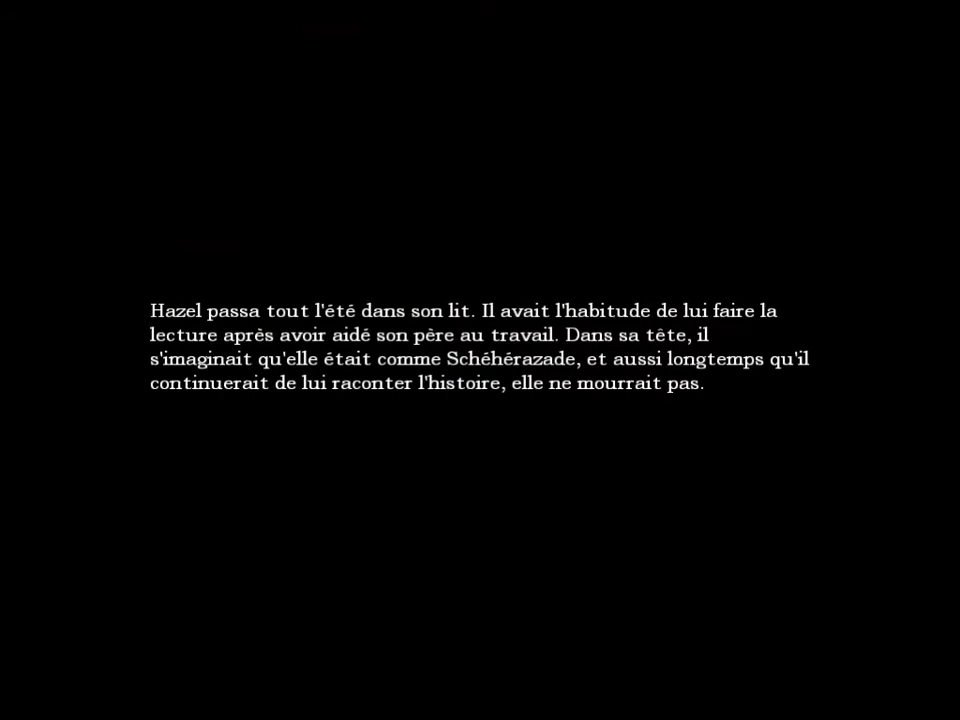 Hazel passa tout l'été dans son lit. Il avait l'habitude de lui faire la
lecture après avoir aidé son père au travail. Dans sa tête, il
s'imaginait qu'elle était comme Schéhérazade, et aussi longtemps qu'il
continuerait de lui raconter l'histoire, elle ne mourrait pas.